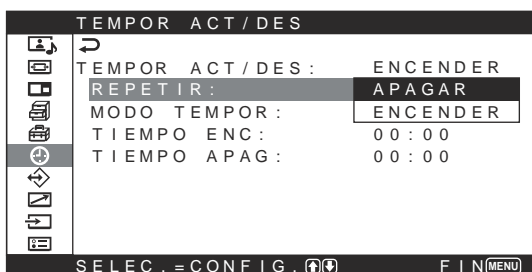 TEMPOR ACT/DES
TEMPOR ACT/DES: ENCENDER
REPETIR: APAGAR
MODO TEMPOR: ENCENDER
TIEMPO ENC: 00:00
TIEMPO APAG: 00:00
SELEC.=CONFIG. FIN MENU